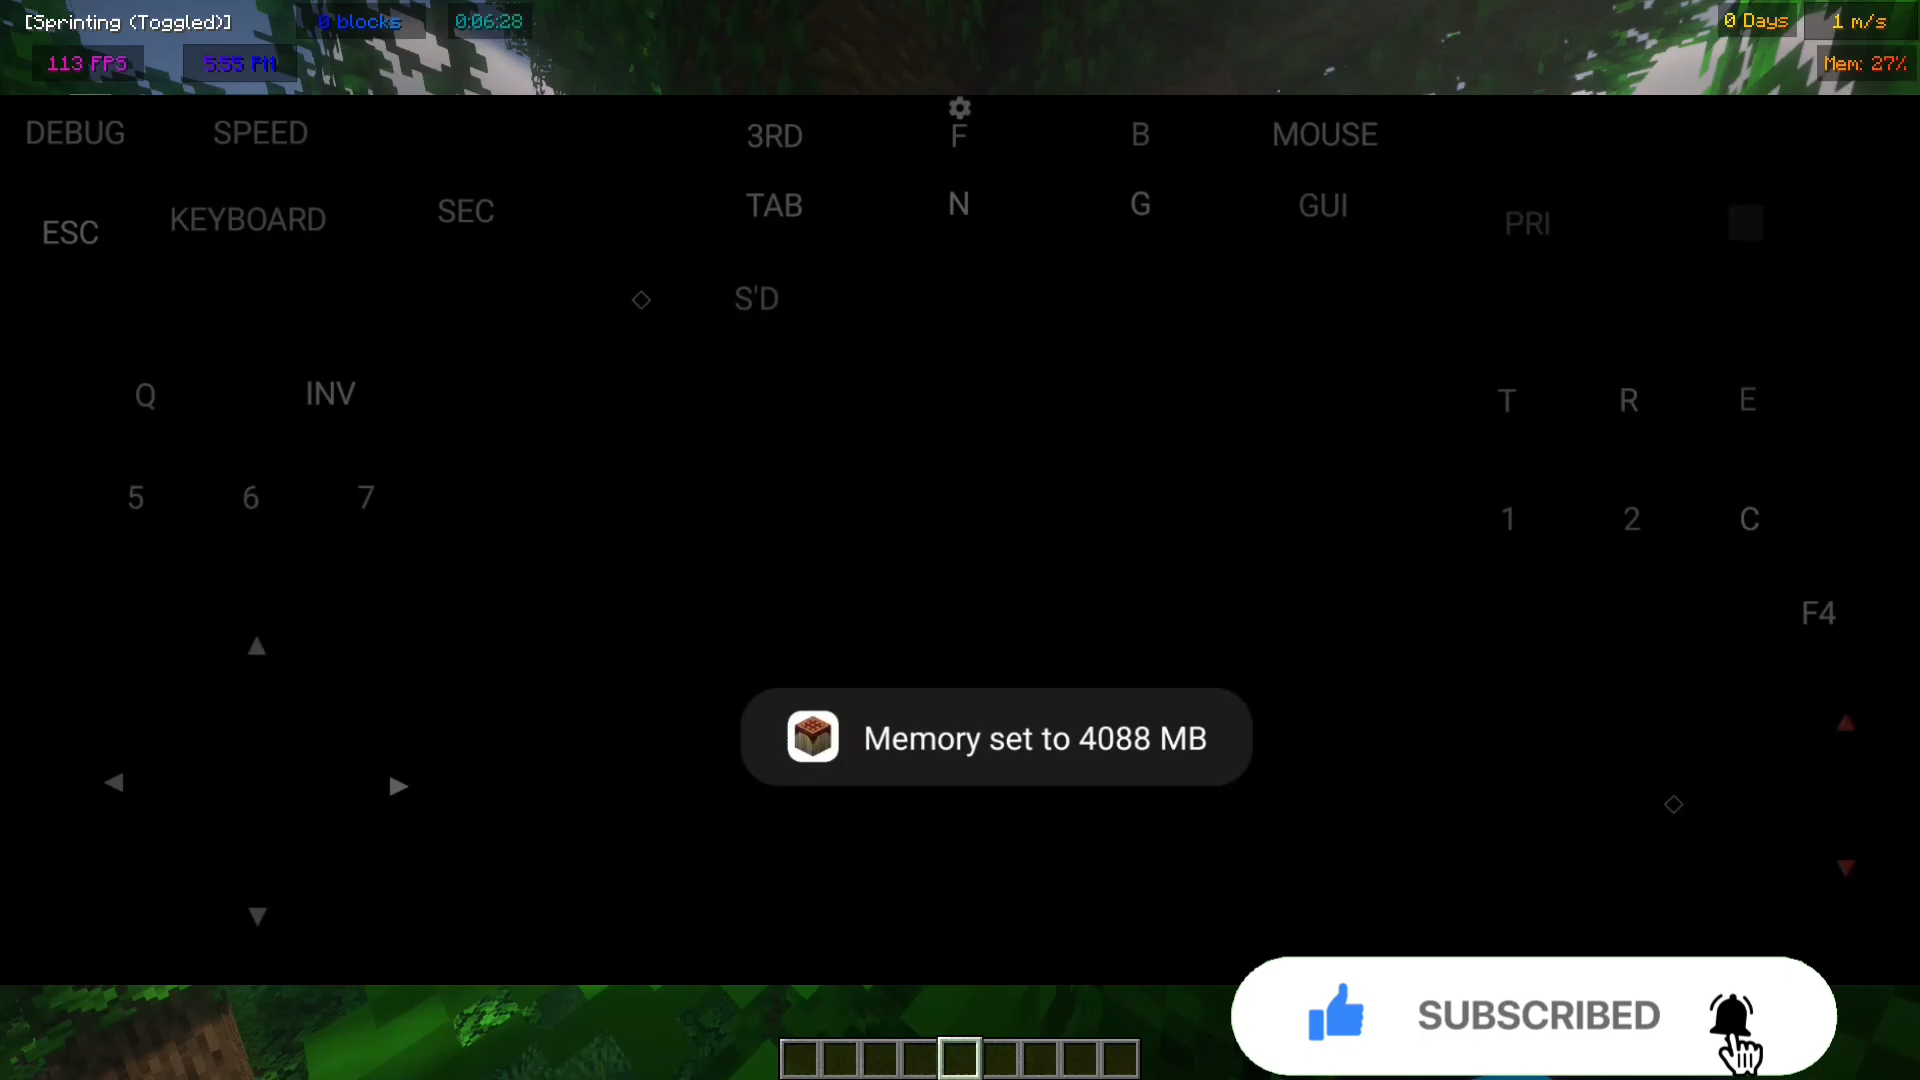 [Sprinting (Toggled)] 0 blocks 0:06:28 0 Days 1 m/s
113 FPS 5:55 PM Mem: 27%
DEBUG SPEED 3RD F B MOUSE
ESC KEYBOARD SEC TAB N G GUI PRI
S'D
Q INV T R E
5 6 7 1 2 C
F4
Memory set to 4088 MB
SUBSCRIBED